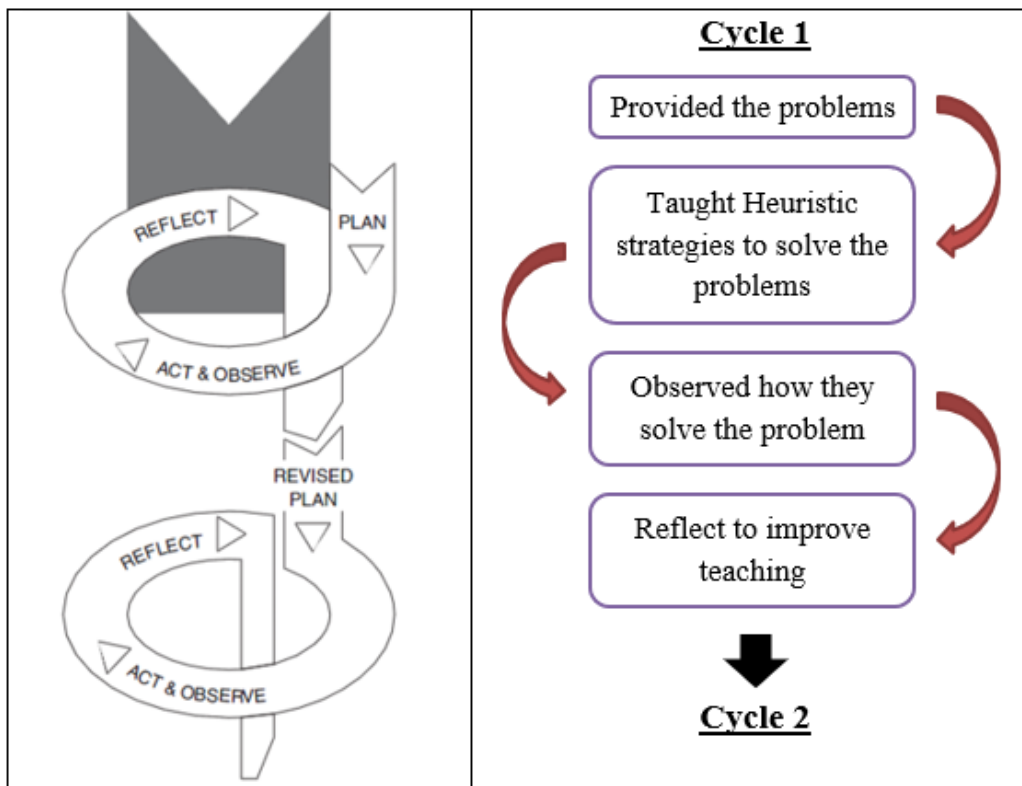 REFLECT
PLAN
ACT & OBSERVE
REVISED
PLAN
REFLECT
ACT & OBSERVE
Cycle 1
Provided the problems
Taught Heuristic
strategies to solve the
problems
Observed how they
solve the problem
Reflect to improve
teaching
Cycle 2